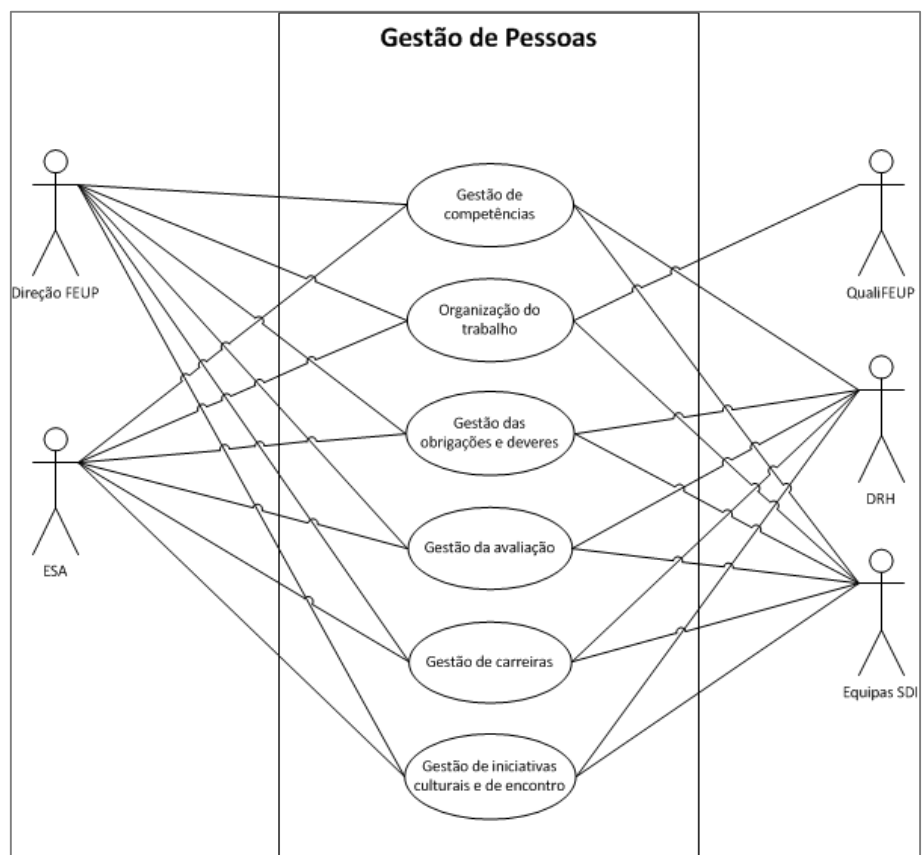 Gestão de Pessoas
Direção FEUP
ESA
Gestão de
competências
Organização do
trabalho
Gestão das
obrigações e deveres
Gestão da avaliação
Gestão de carreiras
Gestão de iniciativas
culturais e de encontro
QualiFEUP
DRH
Equipas SDI